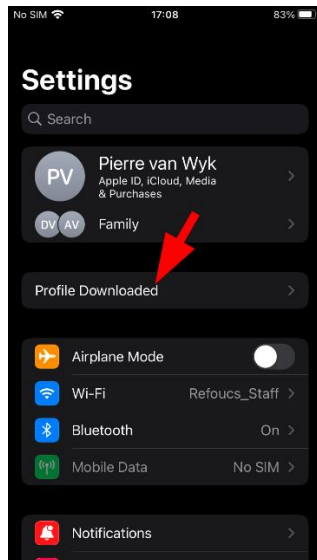 No SIM 17:08 83%
Settings
Search
PV
Pierre van Wyk
Apple ID, iCloud, Media
& Purchases
DV AV Family
Profile Downloaded
Airplane Mode
Wi-Fi Refoucs_Staff
Bluetooth On
Mobile Data No SIM
Notifications